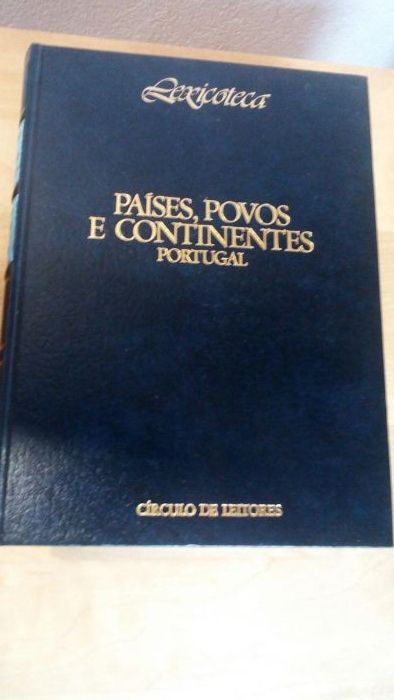 Lexicoteca
PAÍSES, POVOS
E CONTINENTES
PORTUGAL
CÍRCULO DE LEITORES